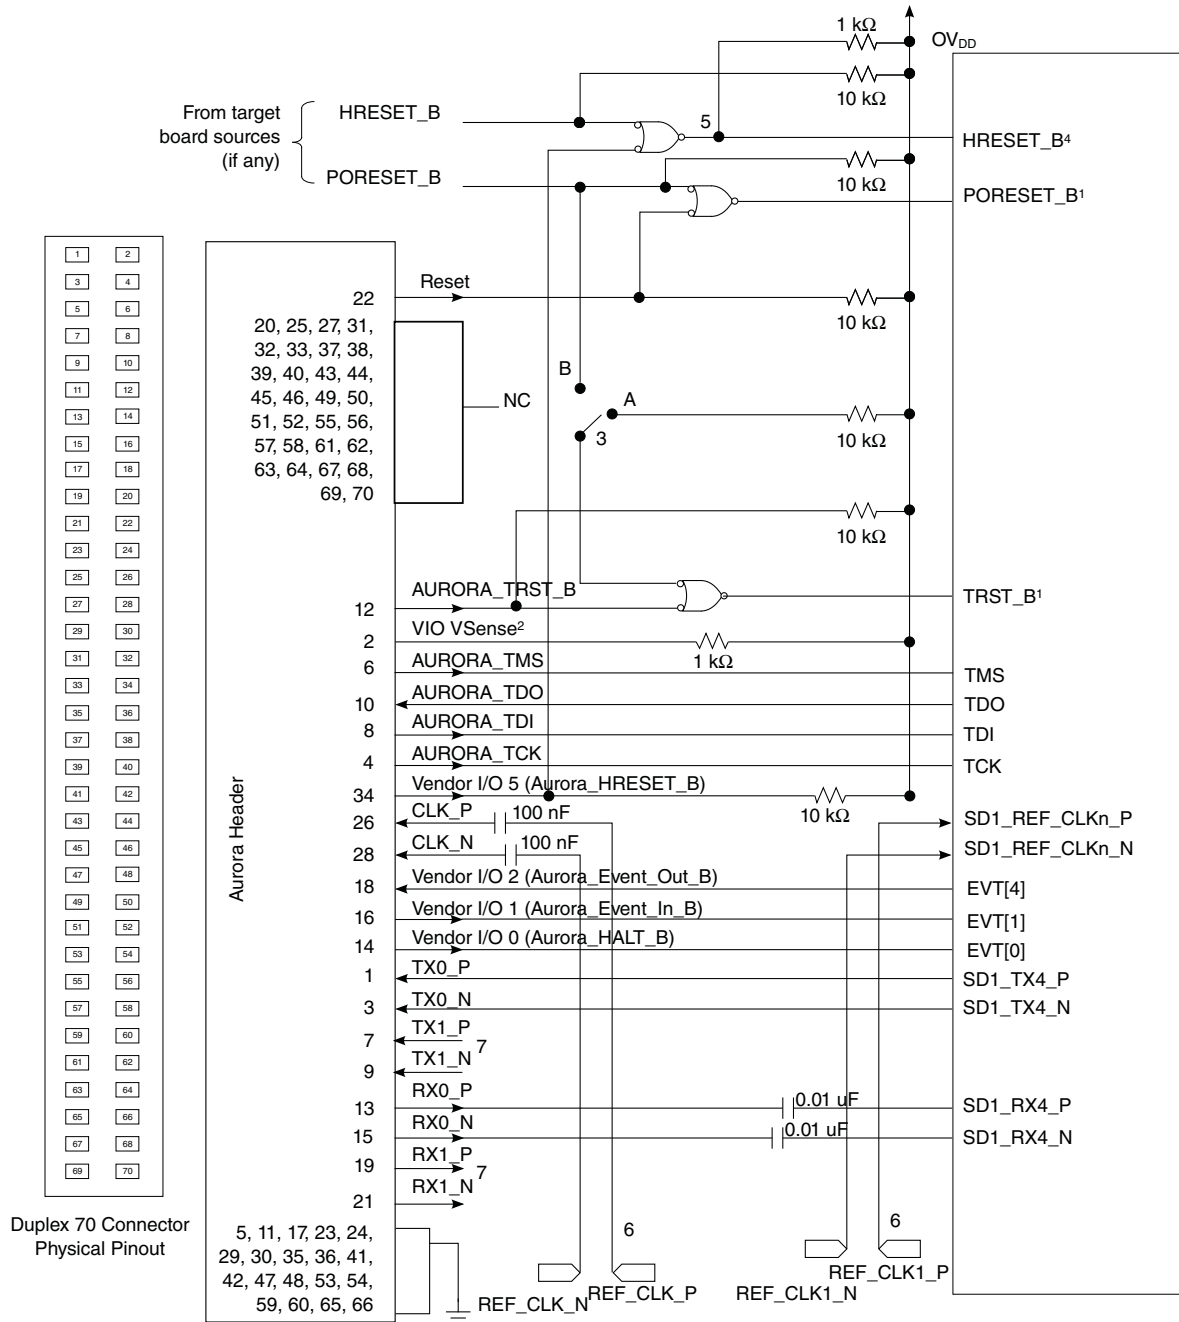 1 kΩ
OVDD
10 kΩ
From target
board sources
(if any)
HRESET_B
5
HRESET_B4
10 kΩ
PORESET_B
PORESET_B1
1 2
3 4
5 6
7 8
9 10
11 12
13 14
15 16
17 18
19 20
21 22
23 24
25 26
27 28
29 30
31 32
33 34
35 36
37 38
39 40
41 42
43 44
45 46
47 48
49 50
51 52
53 54
55 56
57 58
59 60
61 62
63 64
65 66
67 68
69 70
Duplex 70 Connector
Physical Pinout
Aurora Header
22
Reset
10 kΩ
20, 25, 27, 31,
32, 33, 37, 38,
39, 40, 43, 44,
45, 46, 49, 50,
51, 52, 55, 56,
57, 58, 61, 62,
63, 64, 67, 68,
69, 70
NC
B
A
3
10 kΩ
10 kΩ
12
AURORA_TRST_B
TRST_B1
2
VIO VSense2
1 kΩ
6
AURORA_TMS
TMS
10
AURORA_TDO
TDO
8
AURORA_TDI
TDI
4
AURORA_TCK
TCK
34
Vendor I/O 5 (Aurora_HRESET_B)
10 kΩ
26
CLK_P
100 nF
SD1_REF_CLKn_P
28
CLK_N
100 nF
SD1_REF_CLKn_N
18
Vendor I/O 2 (Aurora_Event_Out_B)
EVT[4]
16
Vendor I/O 1 (Aurora_Event_In_B)
EVT[1]
14
Vendor I/O 0 (Aurora_HALT_B)
EVT[0]
1
TX0_P
SD1_TX4_P
3
TX0_N
SD1_TX4_N
7
TX1_P
7
9
TX1_N
13
RX0_P
0.01 uF
SD1_RX4_P
15
RX0_N
0.01 uF
SD1_RX4_N
19
RX1_P
7
21
RX1_N
5, 11, 17, 23, 24,
29, 30, 35, 36, 41,
42, 47, 48, 53, 54,
59, 60, 65, 66
6
REF_CLK_N
REF_CLK_P
6
REF_CLK1_N
REF_CLK1_P